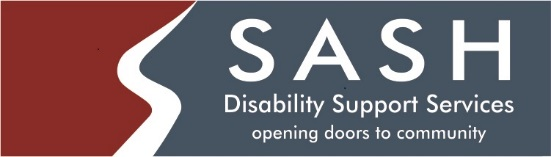 SASH
Disability Support Services
opening doors to community